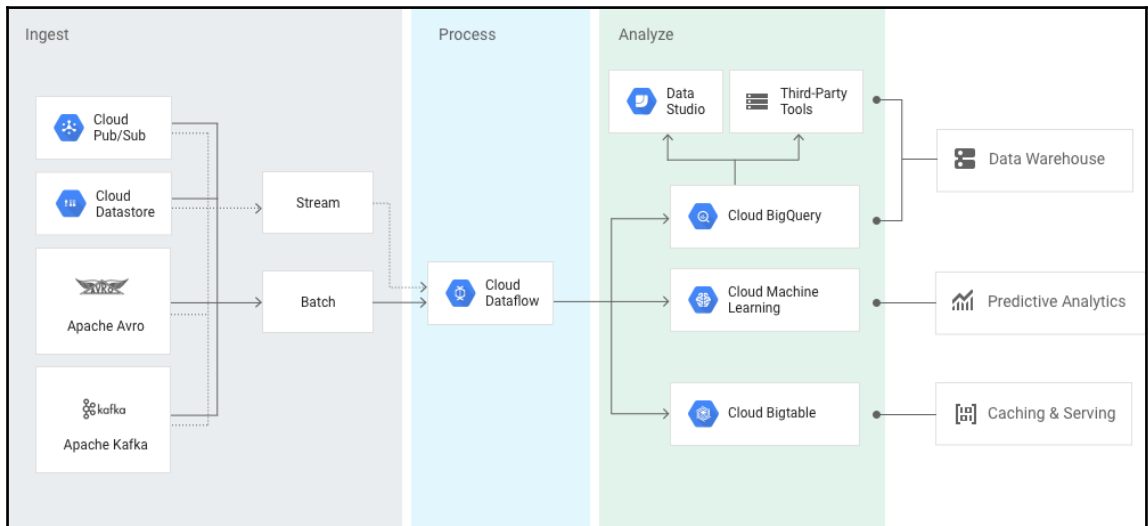 Ingest
Process
Analyze
Cloud
Pub/Sub
Cloud
Datastore
AVRO
Apache Avro
kafka
Apache Kafka
Stream
Batch
Cloud
Dataflow
Data
Studio
Third-Party
Tools
Cloud BigQuery
Cloud Machine
Learning
Cloud Bigtable
Data Warehouse
Predictive Analytics
Caching & Serving